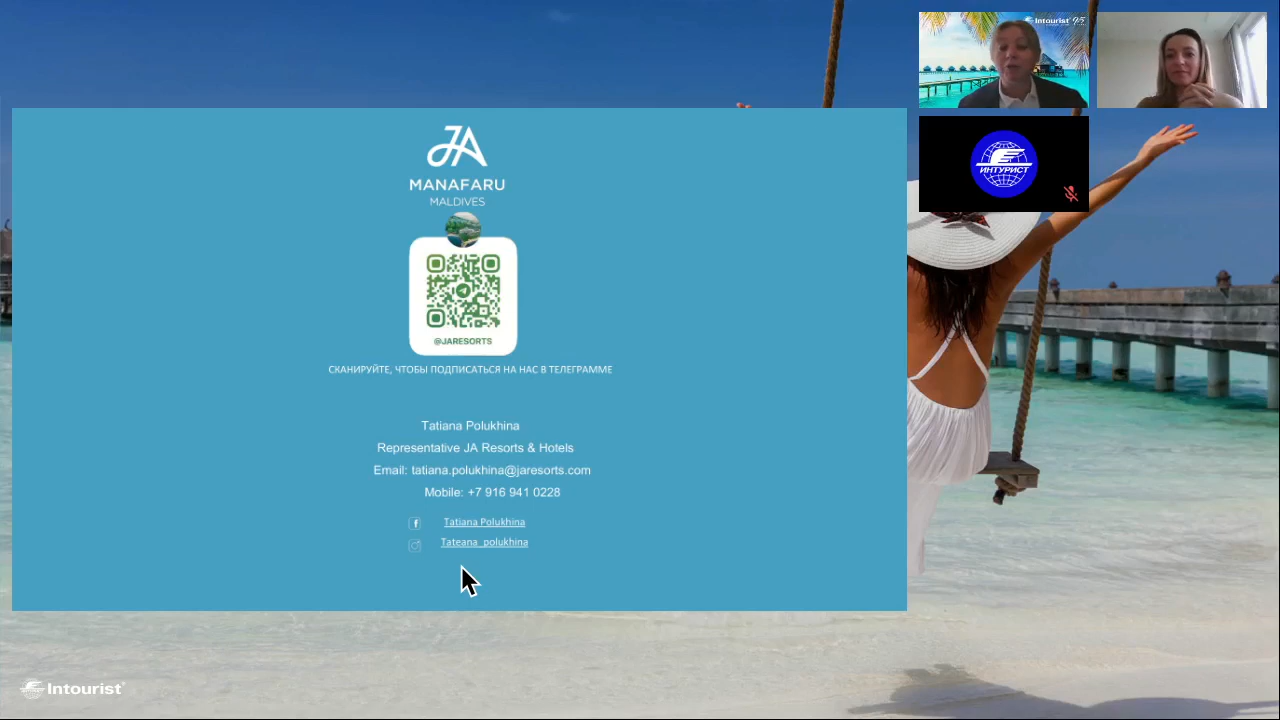 JA
MANAFARU
MALDIVES
@JARESORTS
СКАНИРУЙТЕ, ЧТОБЫ ПОДПИСАТЬСЯ НА НАС В ТЕЛЕГРАММЕ
Tatiana Polukhina
Representative JA Resorts & Hotels
Email: tatiana.polukhina@jaresorts.com
Mobile: +7 916 941 0228
Tatiana Polukhina
Tateana_polukhina
Intourist 95
ИНТУРИСТ
Intourist